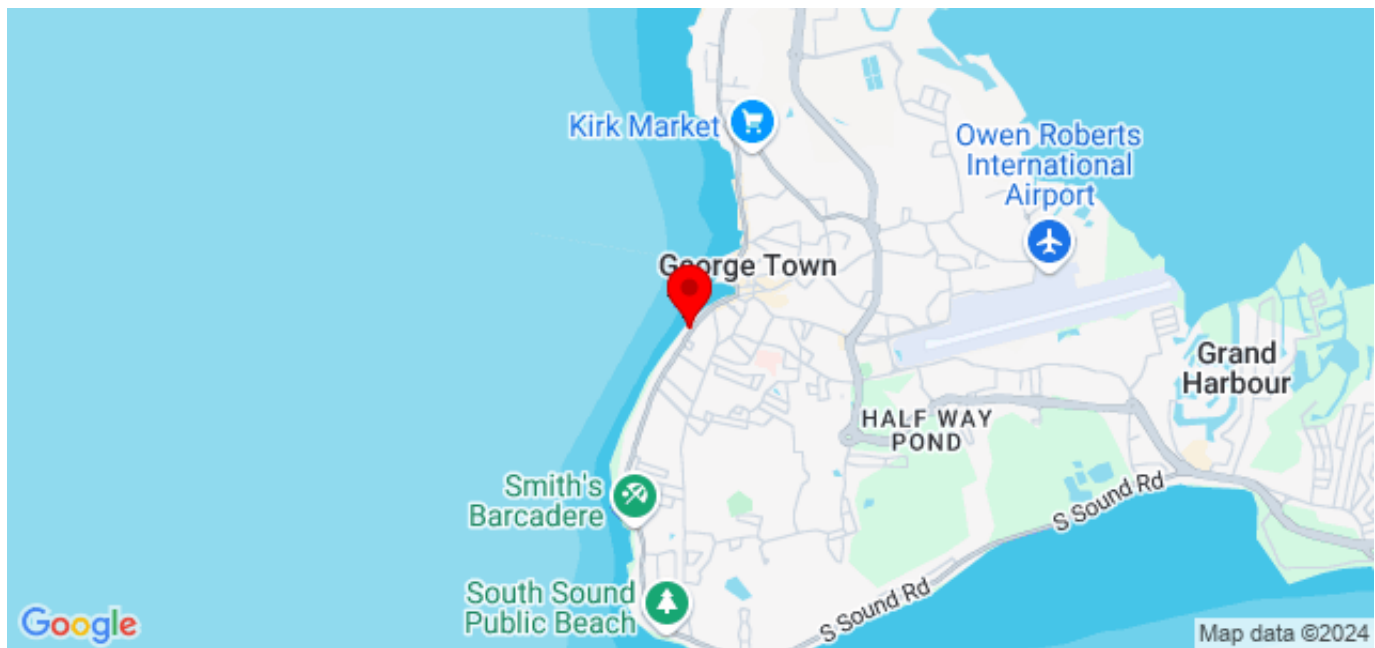 Kirk Market
Owen Roberts
International
Airport
George Town
Grand
Harbour
HALF WAY
POND
Smith's
Barcadere
S Sound Rd
South Sound
Public Beach
S Sound Rd
Google
Map data ©2024